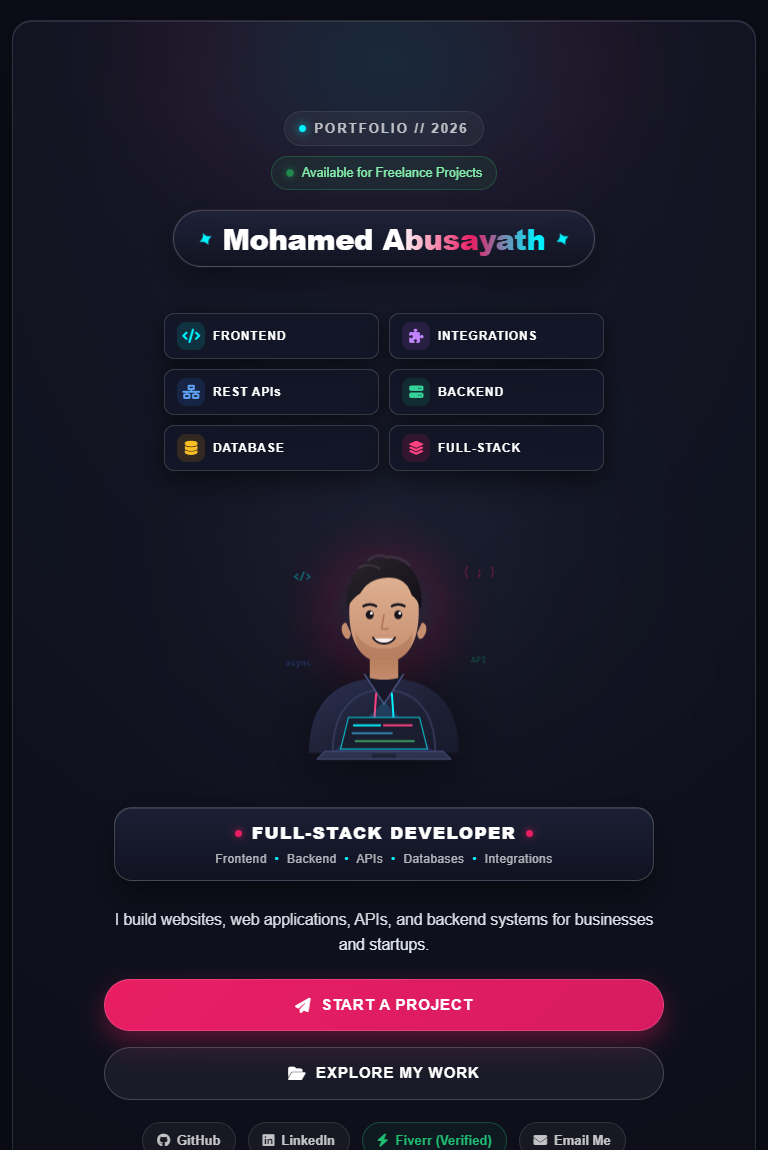 PORTFOLIO // 2026
Available for Freelance Projects
Mohamed Abusayath
FRONTEND
INTEGRATIONS
REST APIs
BACKEND
DATABASE
FULL-STACK
</>
{ ; }
async
API
FULL-STACK DEVELOPER
Frontend • Backend • APIs • Databases • Integrations
I build websites, web applications, APIs, and backend systems for businesses
and startups.
START A PROJECT
EXPLORE MY WORK
GitHub
LinkedIn
Fiverr (Verified)
Email Me